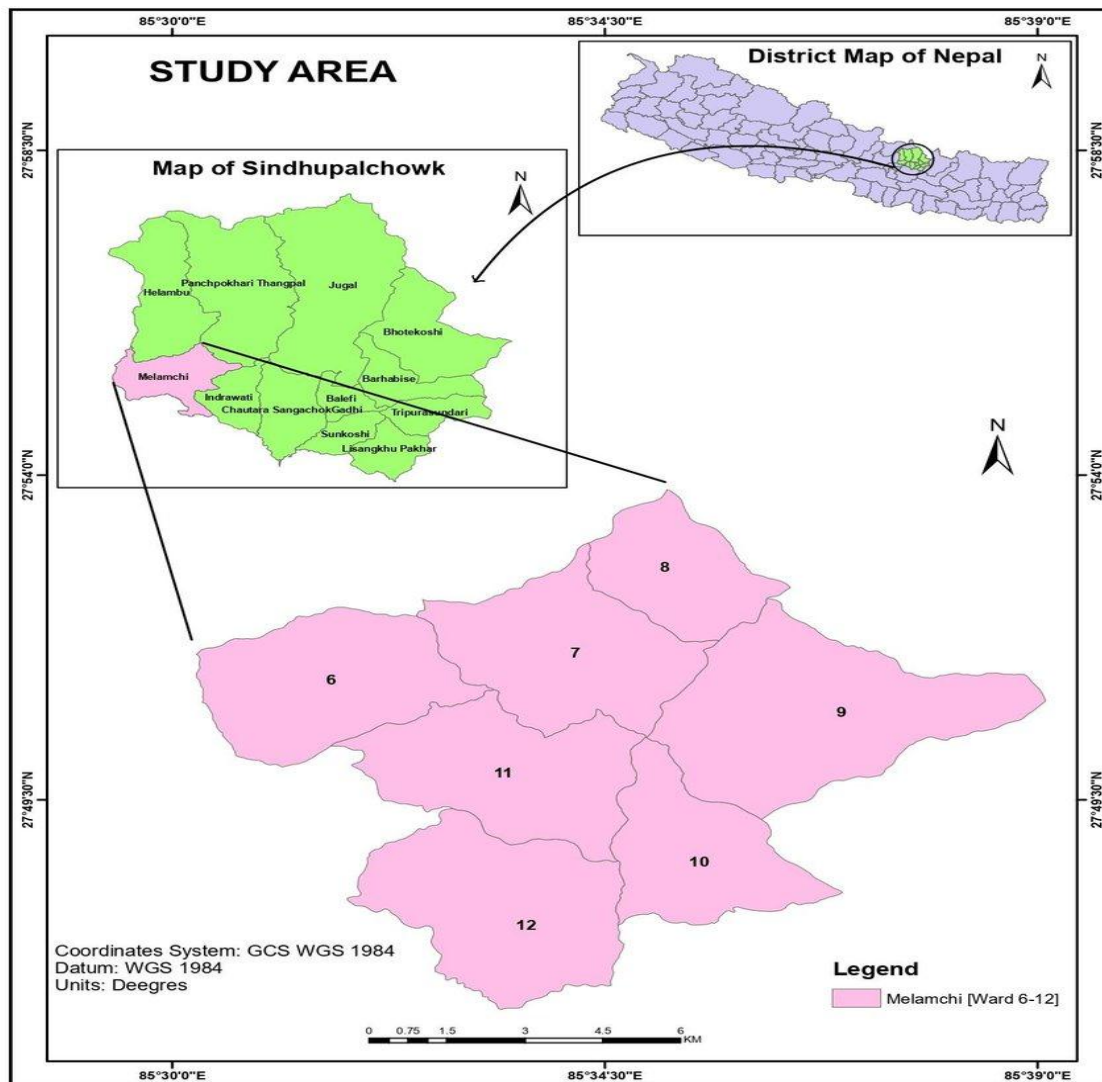 85°30'0"E 85°34'30"E 85°39'0"E
STUDY AREA
District Map of Nepal
N
27°58'30"N
27°58'30"N
Map of Sindhupalchowk
N
Helambu
Panchpokhari Thangpal
Jugal
Bhotekoshi
Melamchi
Barhabise
Indrawati
Balefi
Chautara SangachokGadhi
Tripurasundari
Sunkoshi
Lisangkhu Pakhar
N
27°54'0"N
27°54'0"N
8
7
6
9
11
27°49'30"N
27°49'30"N
10
12
Coordinates System: GCS WGS 1984
Datum: WGS 1984
Units: Deegres
Legend
Melamchi [Ward 6-12]
0 0.75 1.5 3 4.5 6
KM
85°30'0"E 85°34'30"E 85°39'0"E